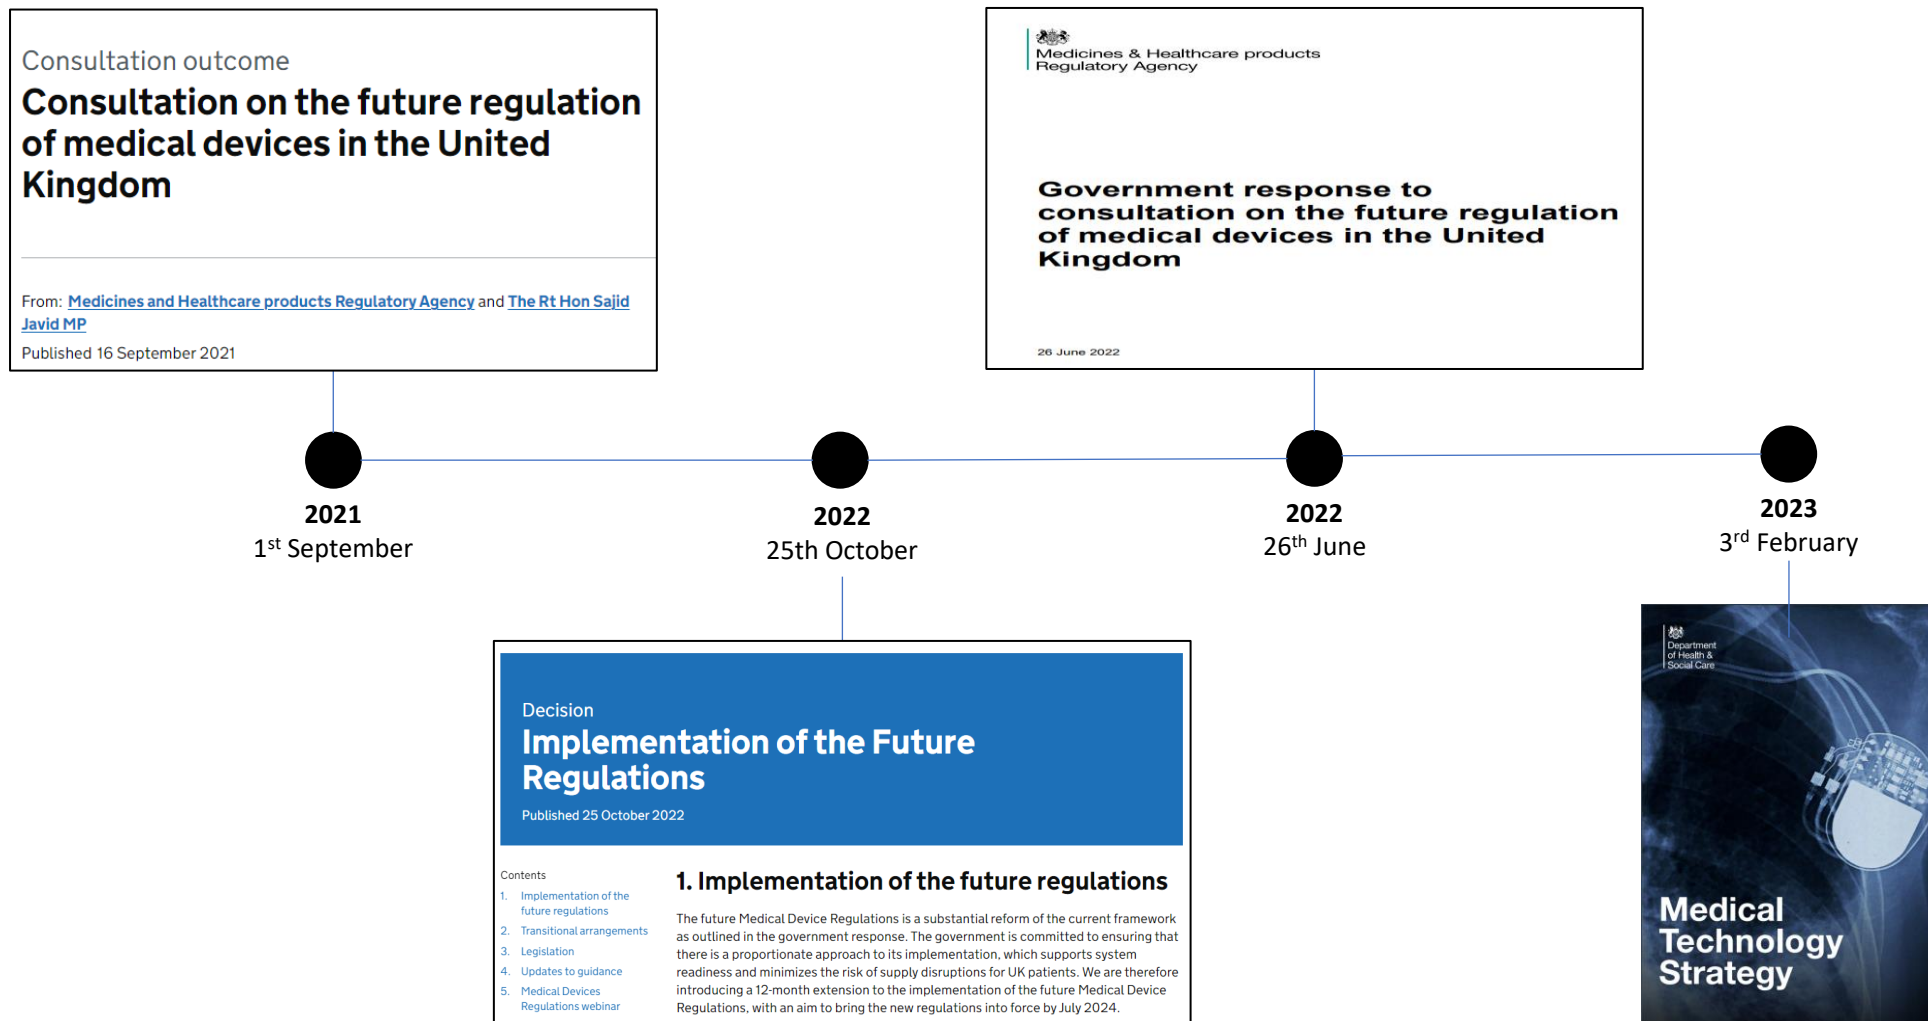 Consultation outcome
Consultation on the future regulation
of medical devices in the United
Kingdom
From: Medicines and Healthcare products Regulatory Agency and The Rt Hon Sajid
Javid MP
Published 16 September 2021
Medicines & Healthcare products
Regulatory Agency
Government response to
consultation on the future regulation
of medical devices in the United
Kingdom
26 June 2022
2021
1st September
2022
25th October
2022
26th June
2023
3rd February
Decision
Implementation of the Future
Regulations
Published 25 October 2022
Contents
1. Implementation of the
future regulations
2. Transitional arrangements
3. Legislation
4. Updates to guidance
5. Medical Devices
Regulations webinar
1. Implementation of the future regulations
The future Medical Device Regulations is a substantial reform of the current framework
as outlined in the government response. The government is committed to ensuring that
there is a proportionate approach to its implementation, which supports system
readiness and minimizes the risk of supply disruptions for UK patients. We are therefore
introducing a 12-month extension to the implementation of the future Medical Device
Regulations, with an aim to bring the new regulations into force by July 2024.
Department
of Health &
Social Care
Medical
Technology
Strategy